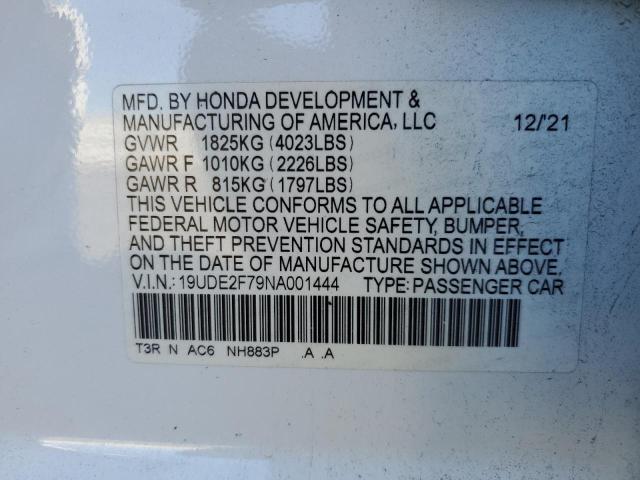 MFD. BY HONDA DEVELOPMENT &
MANUFACTURING OF AMERICA, LLC 12/'21
GVWR 1825KG (4023LBS)
GAWR F 1010KG (2226LBS)
GAWR R 815KG (1797LBS)
THIS VEHICLE CONFORMS TO ALL APPLICABLE
FEDERAL MOTOR VEHICLE SAFETY, BUMPER,
AND THEFT PREVENTION STANDARDS IN EFFECT
ON THE DATE OF MANUFACTURE SHOWN ABOVE.
V.I.N.: 19UDE2F79NA001444 TYPE: PASSENGER CAR
T3R N AC6 NH883P .A .A